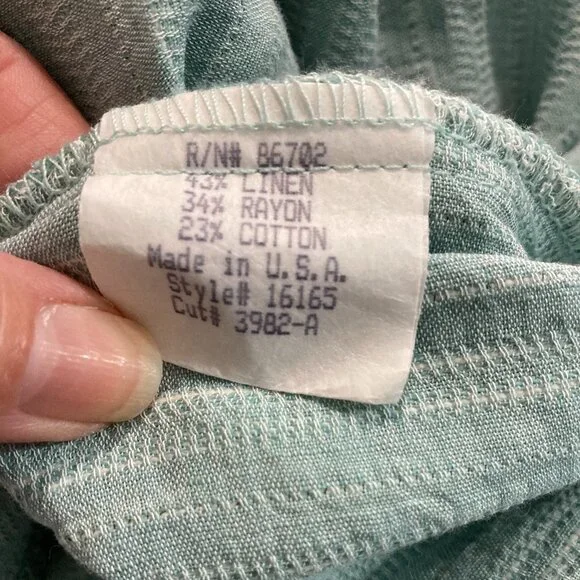 R/N# 86702
43% LINEN
34% RAYON
23% COTTON
Made in U.S.A.
Style# 16165
Cut# 3982-A